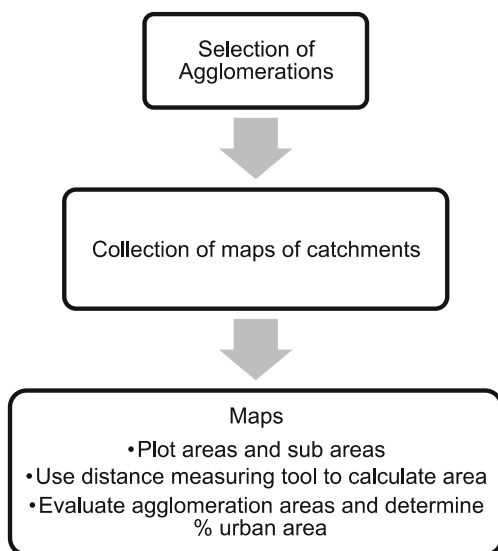 Selection of
Agglomerations
Collection of maps of catchments
Maps
•Plot areas and sub areas
•Use distance measuring tool to calculate area
•Evaluate agglomeration areas and determine
% urban area